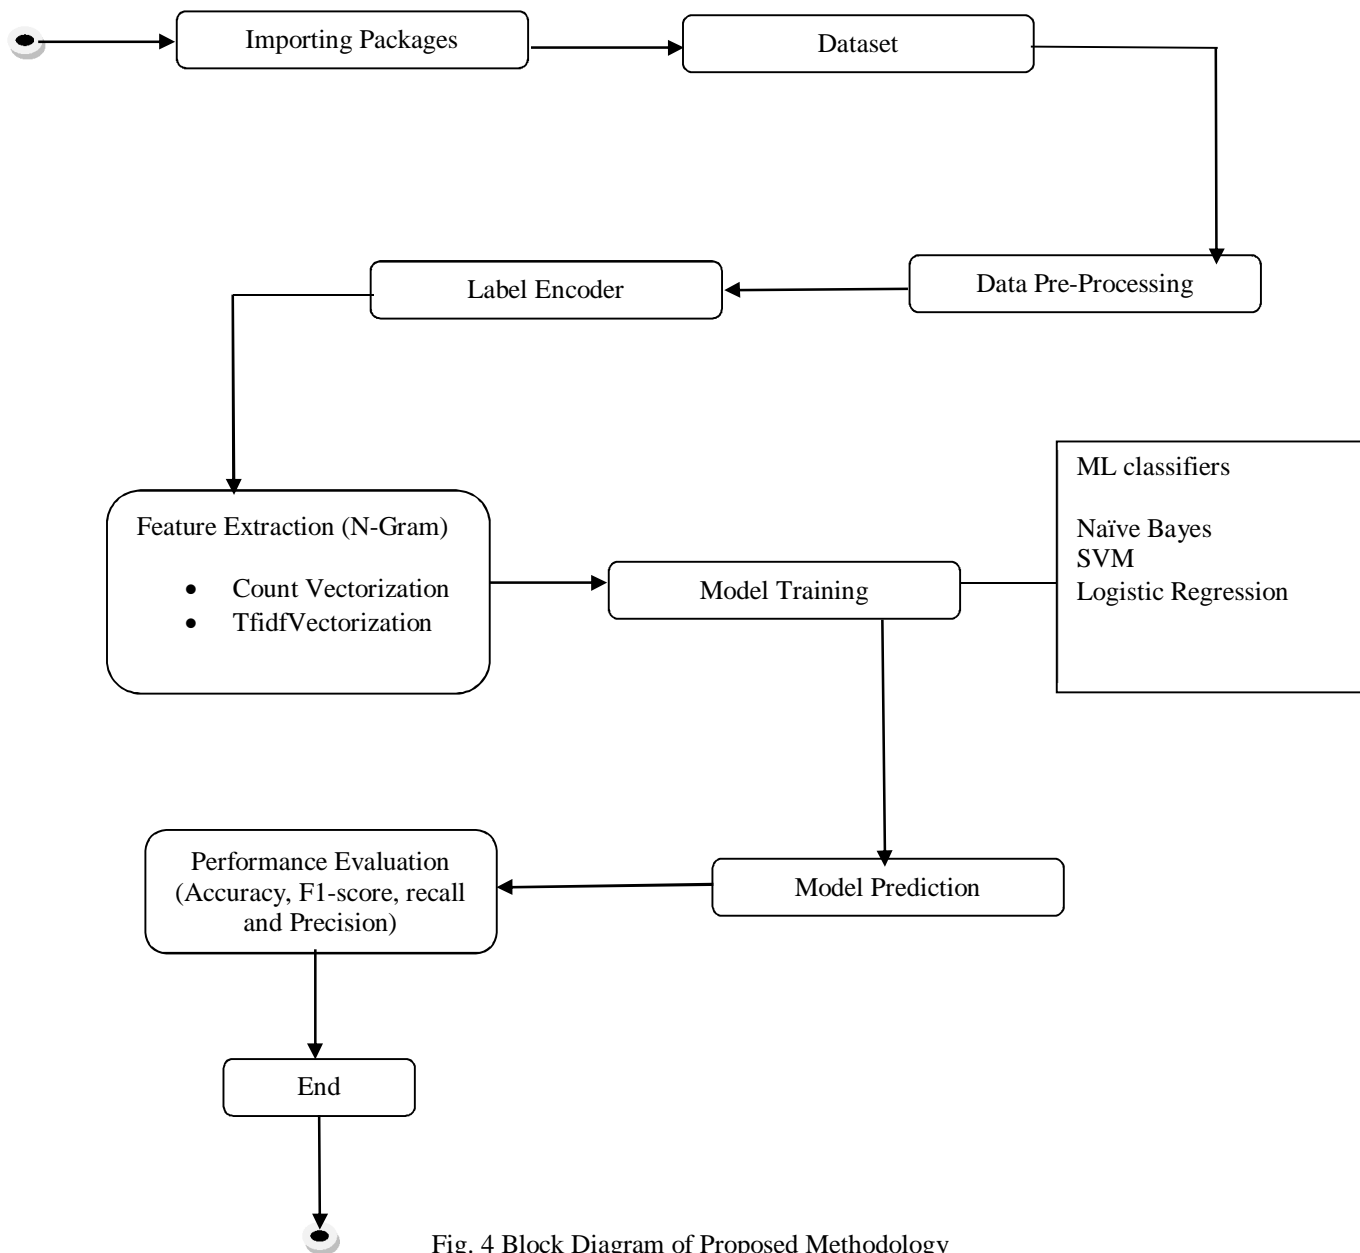 Importing Packages
Dataset
Data Pre-Processing
Label Encoder
Feature Extraction (N-Gram)
• Count Vectorization
• TfidfVectorization
Model Training
ML classifiers
Naïve Bayes
SVM
Logistic Regression
Model Prediction
Performance Evaluation
(Accuracy, F1-score, recall
and Precision)
End
Fig. 4 Block Diagram of Proposed Methodology